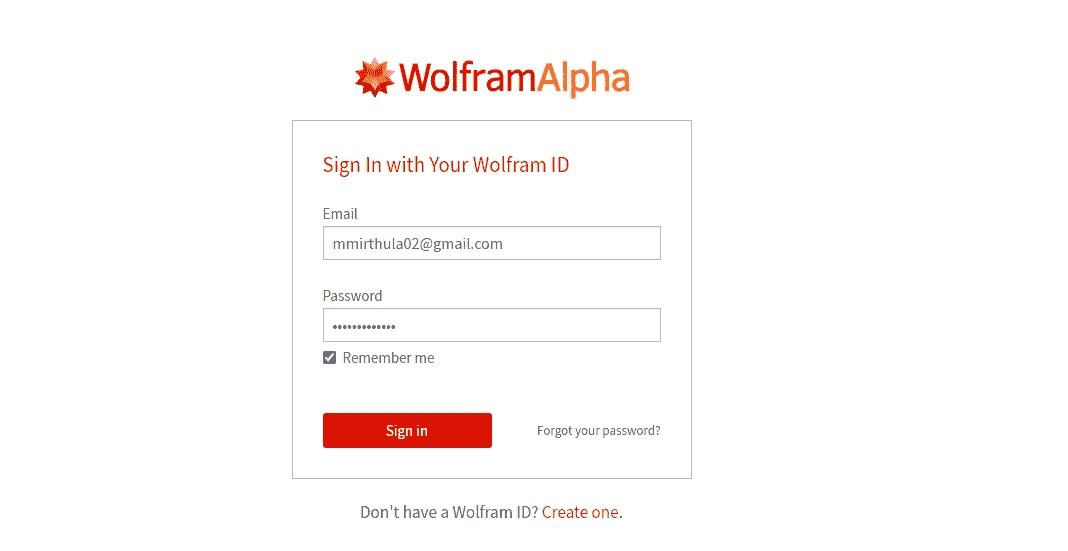 WolframAlpha
Sign In with Your Wolfram ID
Email
mmirthula02@gmail.com
Password
•••••••••••••
Remember me
Sign in
Forgot your password?
Don't have a Wolfram ID? Create one.